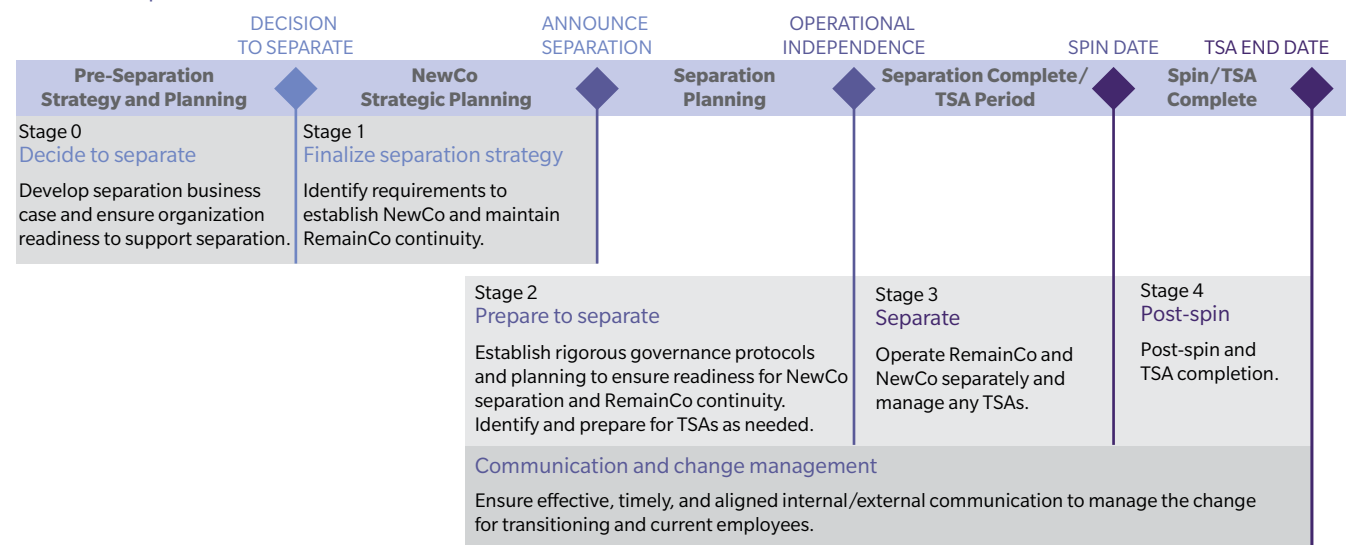 DECISION
TO SEPARATE
ANNOUNCE
SEPARATION
OPERATIONAL
INDEPENDENCE
SPIN DATE
TSA END DATE
Pre-Separation
Strategy and Planning
NewCo
Strategic Planning
Separation
Planning
Separation Complete/
TSA Period
Spin/TSA
Complete
Stage 0
Decide to separate
Develop separation business
case and ensure organization
readiness to support separation.
Stage 1
Finalize separation strategy
Identify requirements to
establish NewCo and maintain
RemainCo continuity.
Stage 2
Prepare to separate
Establish rigorous governance protocols
and planning to ensure readiness for NewCo
separation and RemainCo continuity.
Identify and prepare for TSAs as needed.
Stage 3
Separate
Operate RemainCo and
NewCo separately and
manage any TSAs.
Stage 4
Post-spin
Post-spin and
TSA completion.
Communication and change management
Ensure effective, timely, and aligned internal/external communication to manage the change
for transitioning and current employees.